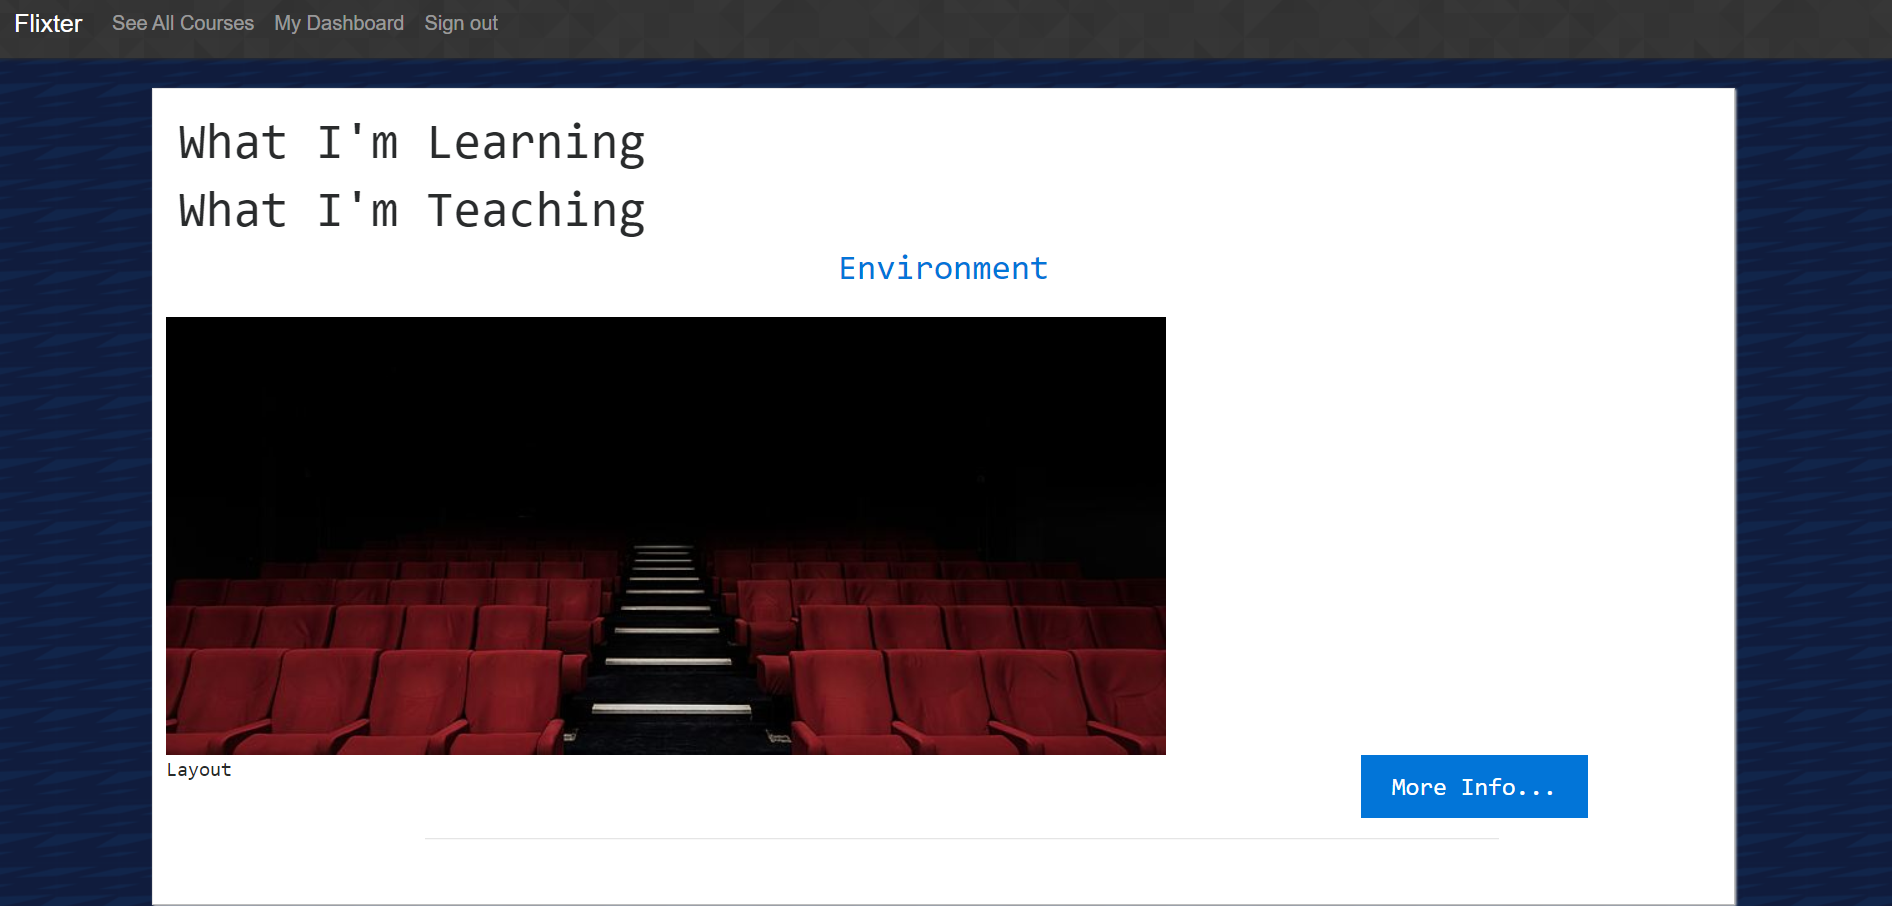 Flixter See All Courses My Dashboard Sign out
What I'm Learning
What I'm Teaching
Environment
Layout
More Info...